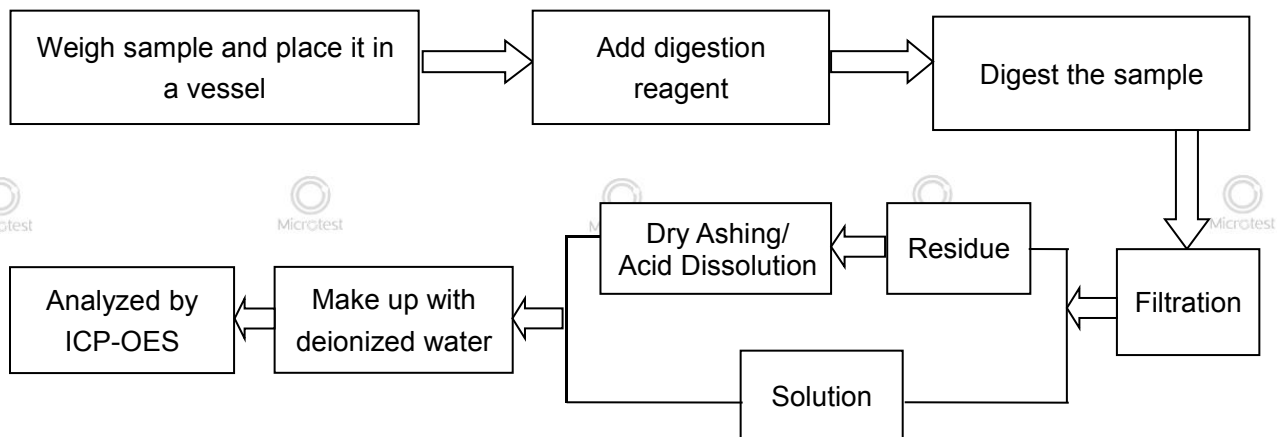 Weigh sample and place it in
a vessel
Add digestion
reagent
Digest the sample
Microtest
Microtest
Dry Ashing/
Acid Dissolution
Residue
Filtration
Analyzed by
ICP-OES
Make up with
deionized water
Solution